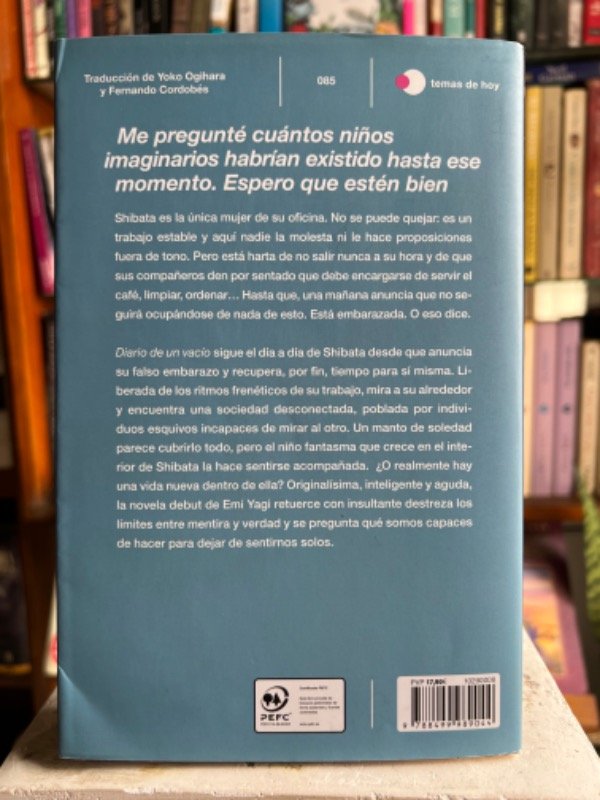 Traducción de Yoko Ogihara
y Fernando Cordobés
085
temas de hoy
Me pregunté cuántos niños
imaginarios habrían existido hasta ese
momento. Espero que estén bien
Shibata es la única mujer de su oficina. No se puede quejar: es un
trabajo estable y aquí nadie la molesta ni le hace proposiciones
fuera de tono. Pero está harta de no salir nunca a su hora y de que
sus compañeros den por sentado que debe encargarse de servir el
café, limpiar, ordenar… Hasta que, una mañana anuncia que no se-
guirá ocupándose de nada de esto. Está embarazada. O eso dice.
Diario de un vacío sigue el día a día de Shibata desde que anuncia
su falso embarazo y recupera, por fin, tiempo para sí misma. Li-
berada de los ritmos frenéticos de su trabajo, mira a su alrededor
y encuentra una sociedad desconectada, poblada por indivi-
duos esquivos incapaces de mirar al otro. Un manto de soledad
parece cubrirlo todo, pero el niño fantasma que crece en el inte-
rior de Shibata la hace sentirse acompañada. ¿O realmente hay
una vida nueva dentro de ella? Originalísima, inteligente y aguda,
la novela debut de Emi Yagi retuerce con insultante destreza los
límites entre mentira y verdad y se pregunta qué somos capaces
de hacer para dejar de sentirnos solos.
PEFC
PVP 17,90€
9 788499 989044